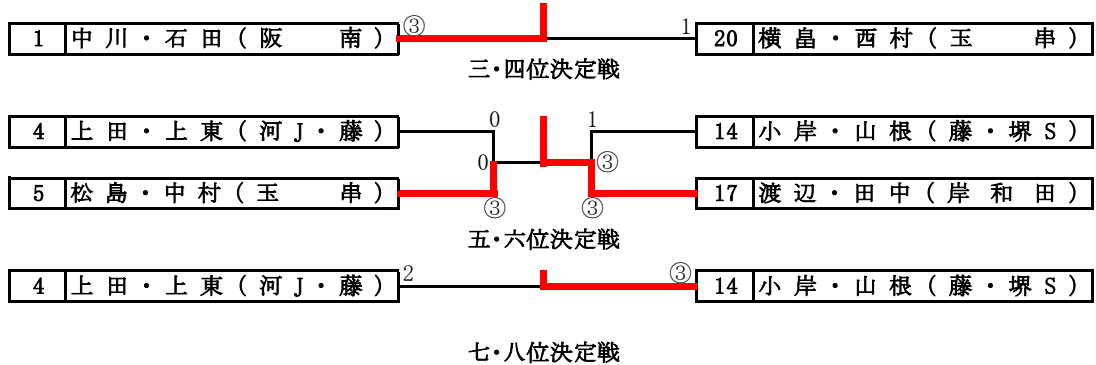 ③ 1
1 中川・石田(阪 南) 20 横畠・西村(玉 串)
三・四位決定戦
0 1
4 上田・上東(河J・藤) 14 小岸・山根(藤・堺S)
0 ③
5 松島・中村(玉 串) 17 渡辺・田中(岸和田)
③ ③
五・六位決定戦
2 ③
4 上田・上東(河J・藤) 14 小岸・山根(藤・堺S)
七・八位決定戦